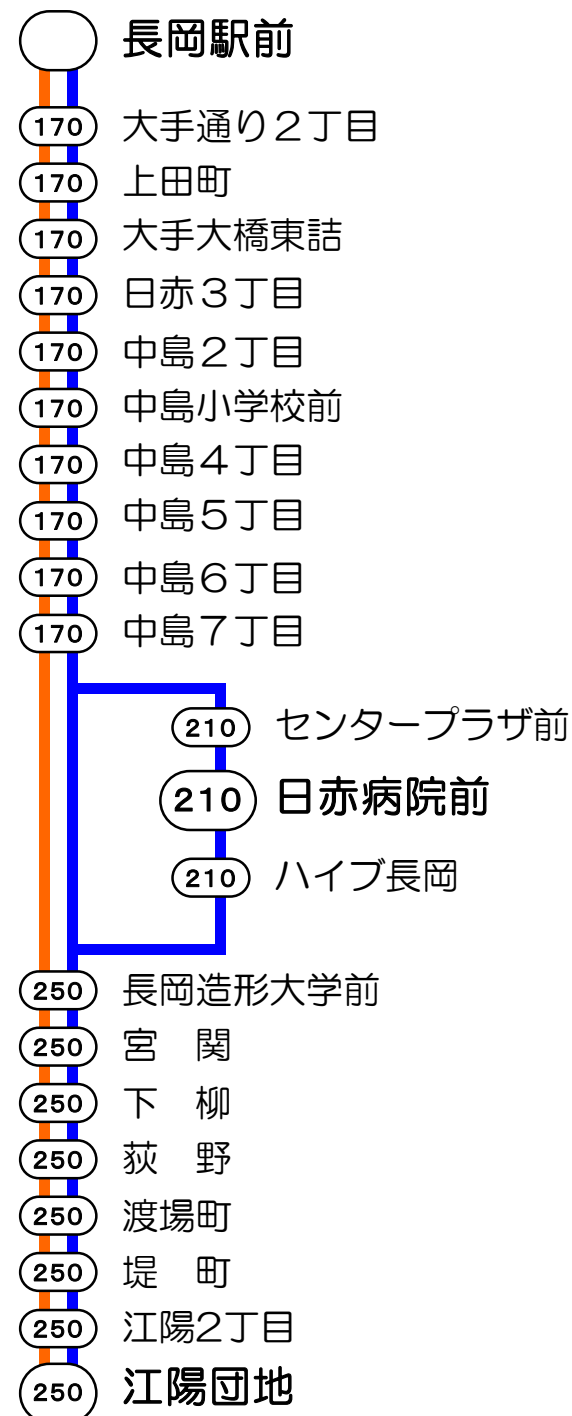 長岡駅前
170 大手通り２丁目
170 上田町
170 大手大橋東詰
170 日赤３丁目
170 中島２丁目
170 中島小学校前
170 中島４丁目
170 中島５丁目
170 中島６丁目
170 中島７丁目
210 センタープラザ前
210 日赤病院前
210 ハイブ長岡
250 長岡造形大学前
250 宮　関
250 下　柳
250 荻　野
250 渡場町
250 堤　町
250 江陽2丁目
250 江陽団地